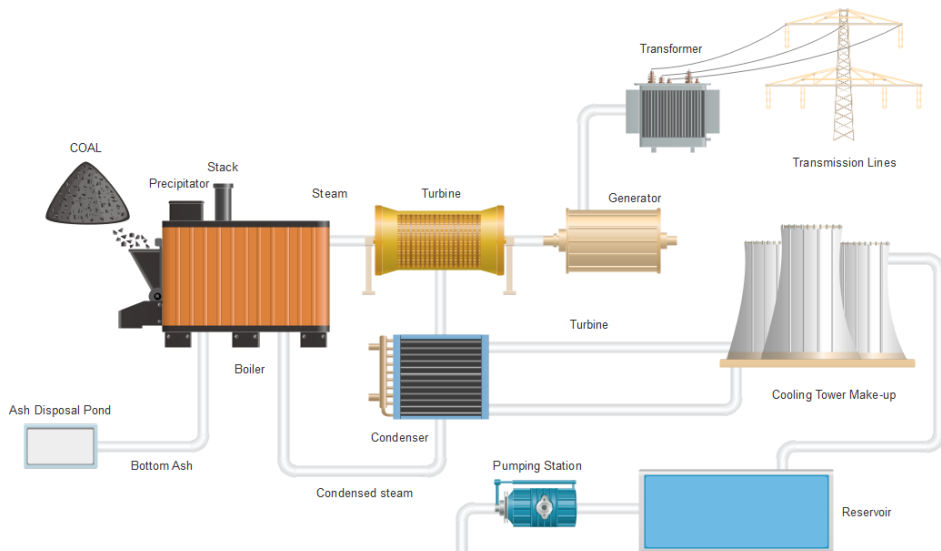 Transformer
Transmission Lines
COAL
Stack
Precipitator
Steam
Turbine
Generator
Turbine
Boiler
Cooling Tower Make-up
Ash Disposal Pond
Condenser
Bottom Ash
Pumping Station
Condensed steam
Reservoir